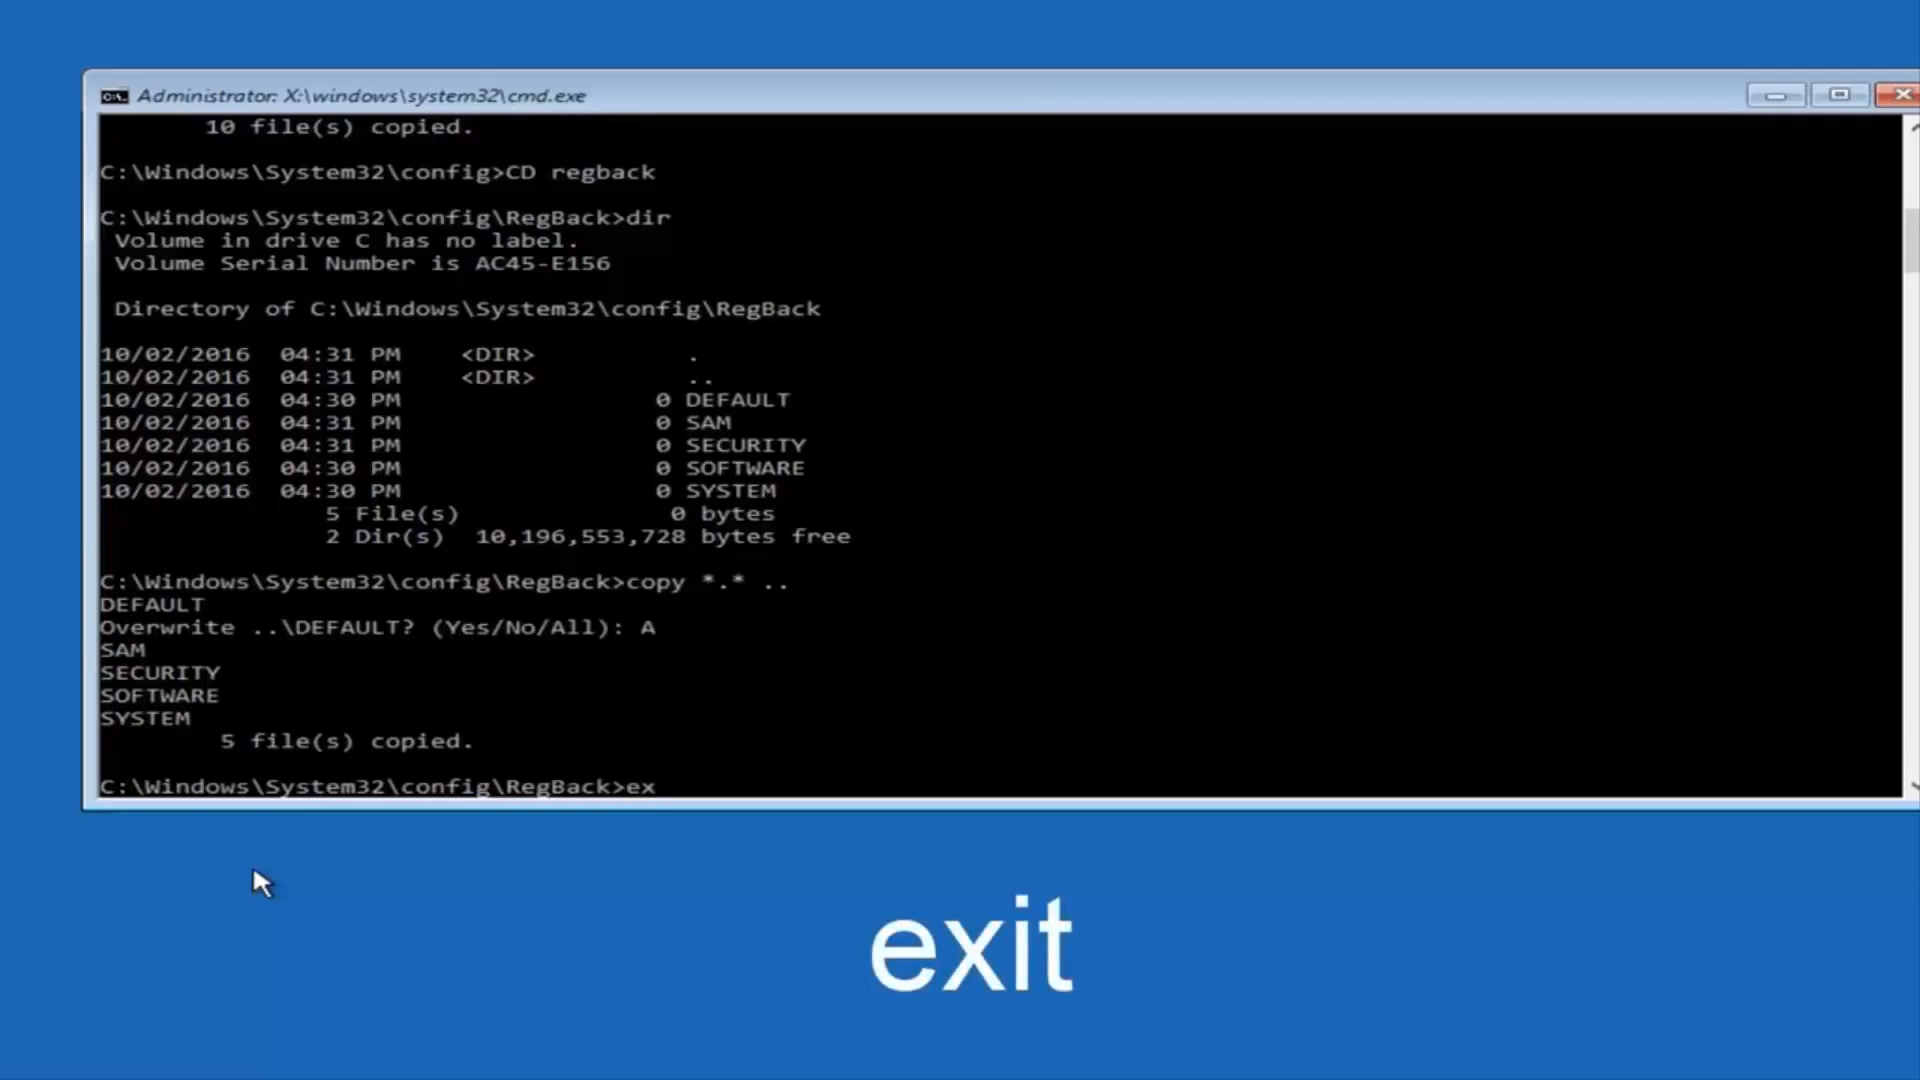 Administrator: X:\windows\system32\cmd.exe
10 file(s) copied.
C:\Windows\System32\config>CD regback
C:\Windows\System32\config\RegBack>dir
Volume in drive C has no label.
Volume Serial Number is AC45-E156
Directory of C:\Windows\System32\config\RegBack
10/02/2016 04:31 PM <DIR> .
10/02/2016 04:31 PM <DIR> ..
10/02/2016 04:30 PM 0 DEFAULT
10/02/2016 04:31 PM 0 SAM
10/02/2016 04:31 PM 0 SECURITY
10/02/2016 04:30 PM 0 SOFTWARE
10/02/2016 04:30 PM 0 SYSTEM
5 File(s) 0 bytes
2 Dir(s) 10,196,553,728 bytes free
C:\Windows\System32\config\RegBack>copy *.* ..
DEFAULT
Overwrite ..\DEFAULT? (Yes/No/All): A
SAM
SECURITY
SOFTWARE
SYSTEM
5 file(s) copied.
C:\Windows\System32\config\RegBack>ex
exit